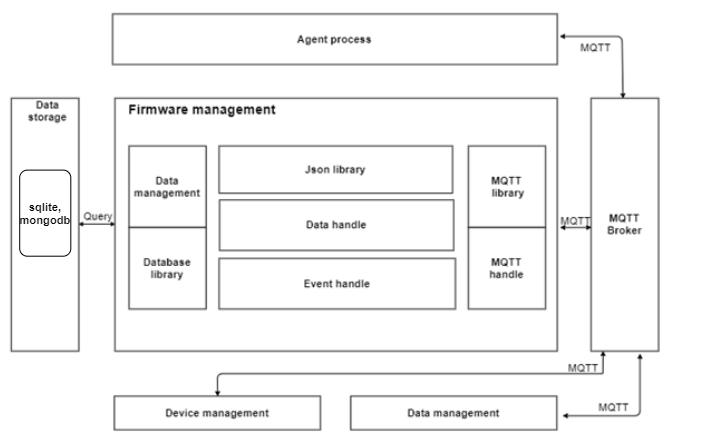 Agent process
MQTT
Data
storage
Firmware management
sqlite,
mongodb
Query
Data
management
Database
library
Json library
Data handle
Event handle
MQTT
library
MQTT
handle
MQTT
MQTT
Broker
MQTT
Device management
Data management
MQTT